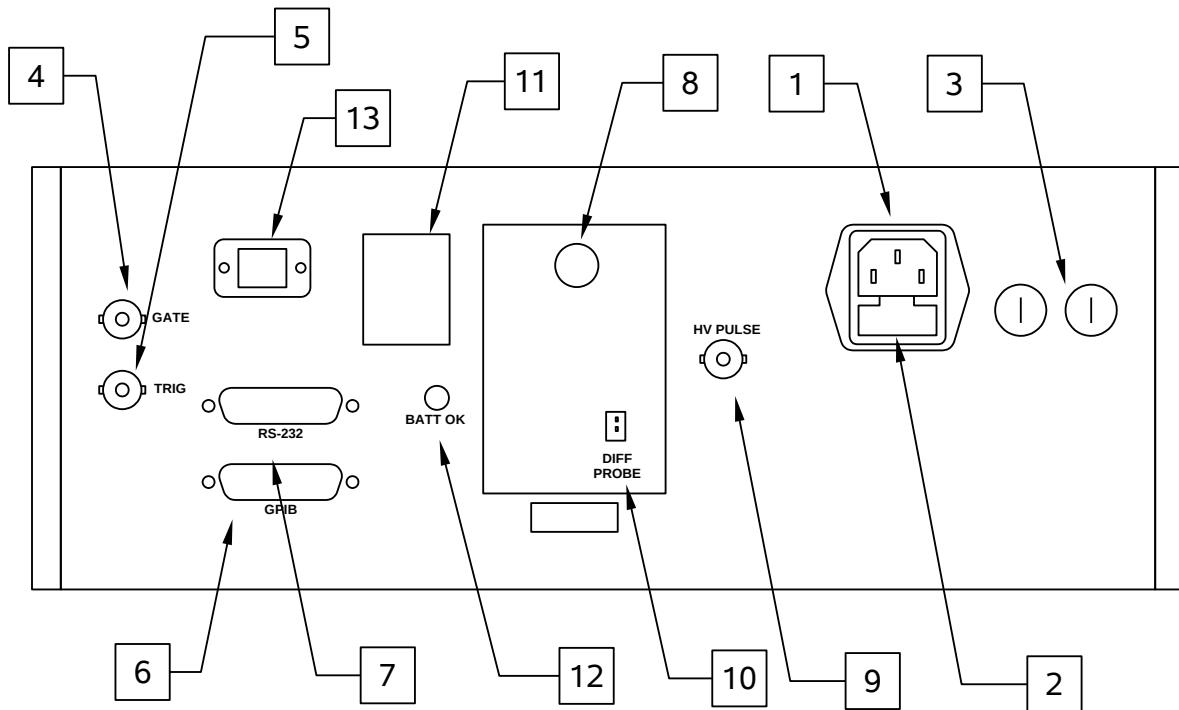 5
4
11
8
1
3
13
GATE
HV PULSE
TRIG
BATT OK
RS-232
DIFF
PROBE
GPIB
6
7
12
10
9
2